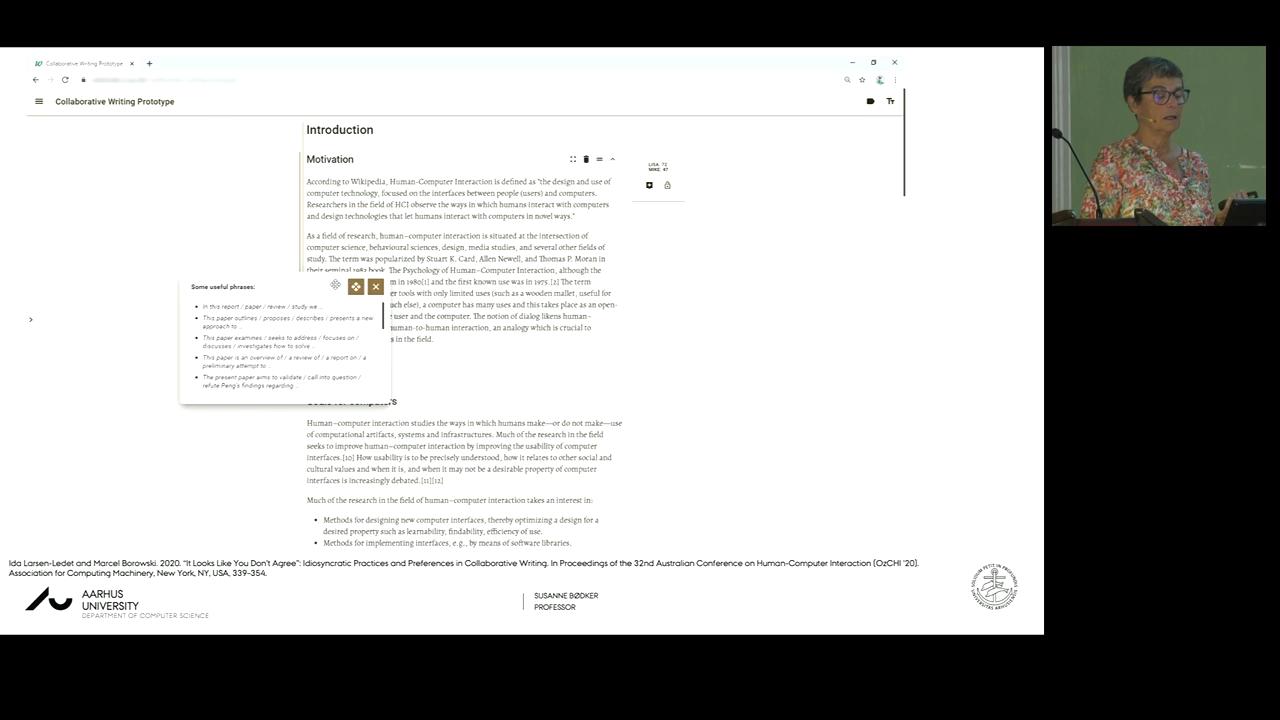 Collaborative Writing Prototype
Collaborative Writing Prototype
Introduction
Motivation
LISA: 72
MIKE: 47
According to Wikipedia, Human-Computer Interaction is defined as "the design and use of
computer technology, focused on the interfaces between people (users) and computers.
Researchers in the field of HCI observe the ways in which humans interact with computers
and design technologies that let humans interact with computers in novel ways."
As a field of research, human–computer interaction is situated at the intersection of
computer science, behavioural sciences, design, media studies, and several other fields of
study. The term was popularized by Stuart K. Card, Allen Newell, and Thomas P. Moran in
their seminal 1983 book, The Psychology of Human–Computer Interaction, although the
m in 1980[1] and the first known use was in 1975.[2] The term
er tools with only limited uses (such as a wooden mallet, useful for
uch else), a computer has many uses and this takes place as an open-
user and the computer. The notion of dialog likens human–
uman-to-human interaction, an analogy which is crucial to
s in the field.
Some useful phrases:
• In this report / paper / review / study we ...
• This paper outlines / proposes / describes / presents a new
approach to ...
• This paper examines / seeks to address / focuses on /
discusses / investigates how to solve ...
• This paper is an overview of / a review of / a report on / a
preliminary attempt to ...
• The present paper aims to validate / call into question /
refute Peng's findings regarding ...
Human–computer interaction studies the ways in which humans make—or do not make—use
of computational artifacts, systems and infrastructures. Much of the research in the field
seeks to improve human–computer interaction by improving the usability of computer
interfaces.[10] How usability is to be precisely understood, how it relates to other social and
cultural values and when it is, and when it may not be a desirable property of computer
interfaces is increasingly debated.[11][12]
Much of the research in the field of human–computer interaction takes an interest in:
• Methods for designing new computer interfaces, thereby optimizing a design for a
desired property such as learnability, findability, efficiency of use.
• Methods for implementing interfaces, e.g., by means of software libraries.
Ida Larsen-Ledet and Marcel Borowski. 2020. "It Looks Like You Don't Agree": Idiosyncratic Practices and Preferences in Collaborative Writing. In Proceedings of the 32nd Australian Conference on Human-Computer Interaction (OzCHI '20).
Association for Computing Machinery, New York, NY, USA, 339-354.
AARHUS
UNIVERSITY
DEPARTMENT OF COMPUTER SCIENCE
SUSANNE BØDKER
PROFESSOR